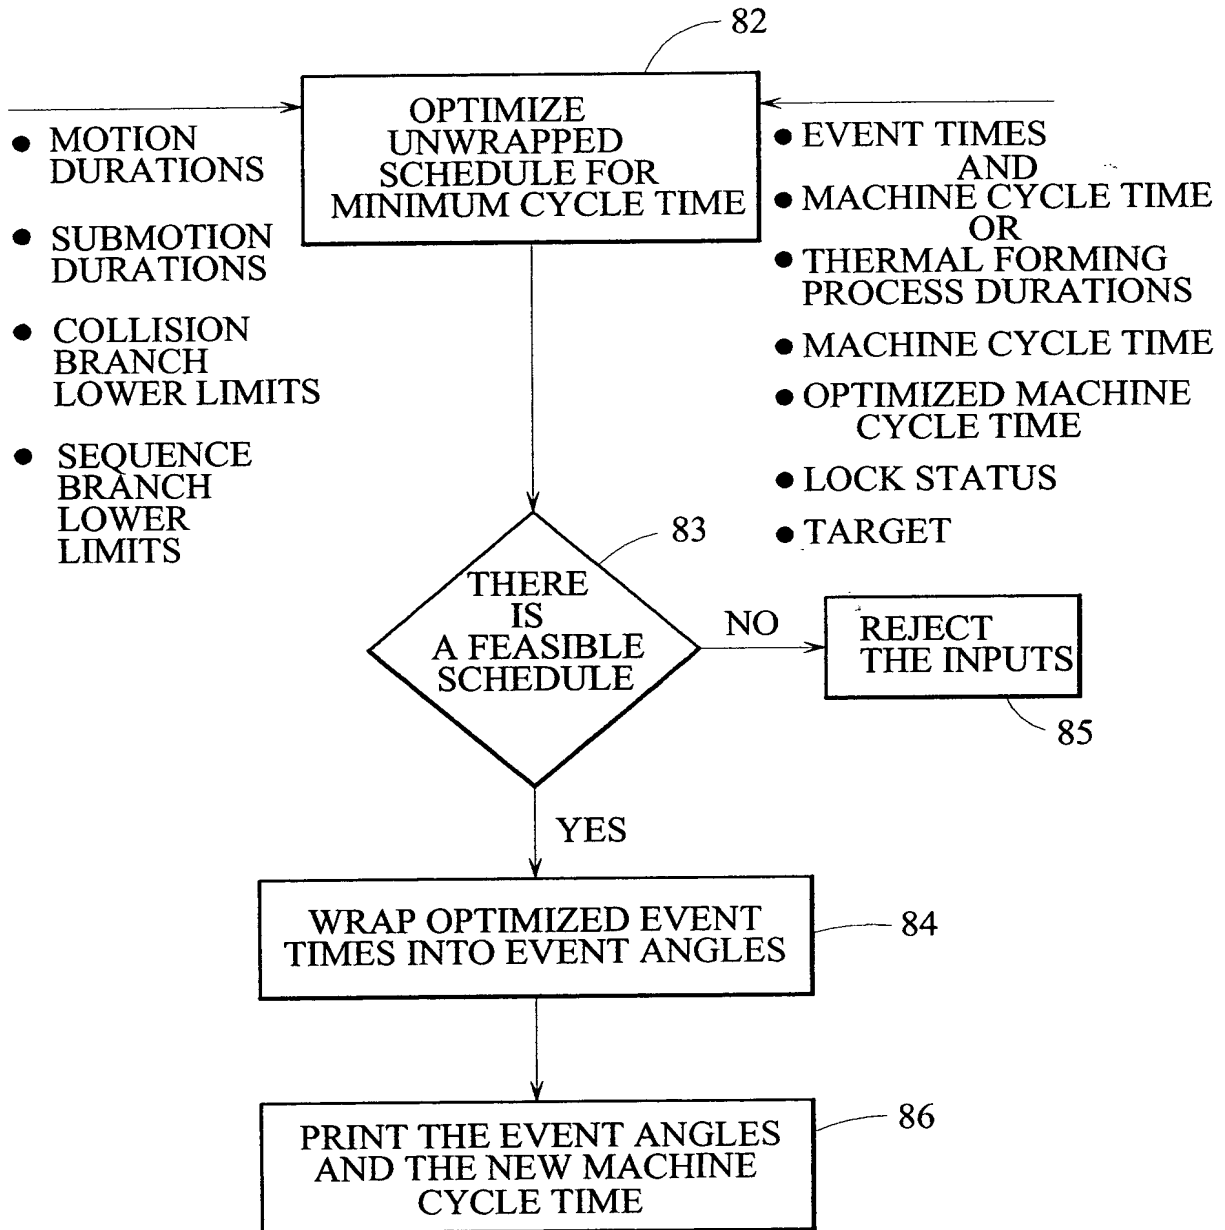 82
OPTIMIZE
UNWRAPPED
SCHEDULE FOR
MINIMUM CYCLE TIME
● MOTION
DURATIONS
● SUBMOTION
DURATIONS
● COLLISION
BRANCH
LOWER LIMITS
● SEQUENCE
BRANCH
LOWER
LIMITS
● EVENT TIMES
AND
● MACHINE CYCLE TIME
OR
● THERMAL FORMING
PROCESS DURATIONS
● MACHINE CYCLE TIME
● OPTIMIZED MACHINE
CYCLE TIME
● LOCK STATUS
● TARGET
83
THERE
IS
A FEASIBLE
SCHEDULE
NO
REJECT
THE INPUTS
85
YES
WRAP OPTIMIZED EVENT
TIMES INTO EVENT ANGLES
84
PRINT THE EVENT ANGLES
AND THE NEW MACHINE
CYCLE TIME
86